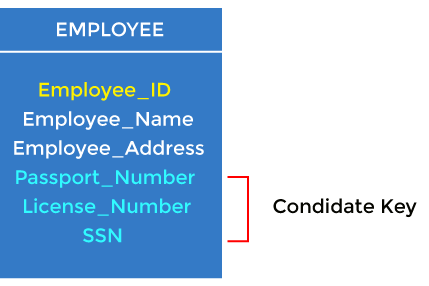 EMPLOYEE
Employee_ID
Employee_Name
Employee_Address
Passport_Number
License_Number
SSN
Condidate Key